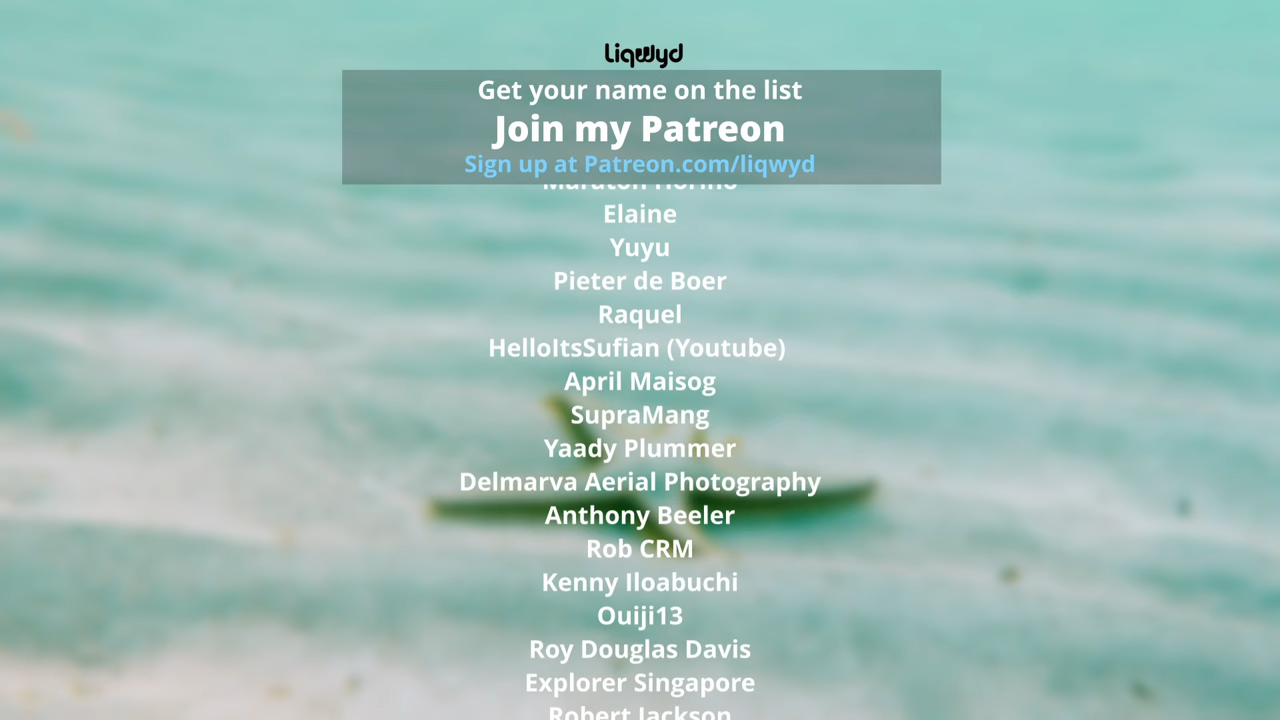 Liqwyd
Get your name on the list
Join my Patreon
Sign up at Patreon.com/liqwyd
Elaine
Yuyu
Pieter de Boer
Raquel
HelloItsSufian (Youtube)
April Maisog
SupraMang
Yaady Plummer
Delmarva Aerial Photography
Anthony Beeler
Rob CRM
Kenny Iloabuchi
Ouiji13
Roy Douglas Davis
Explorer Singapore
Robert Jackson